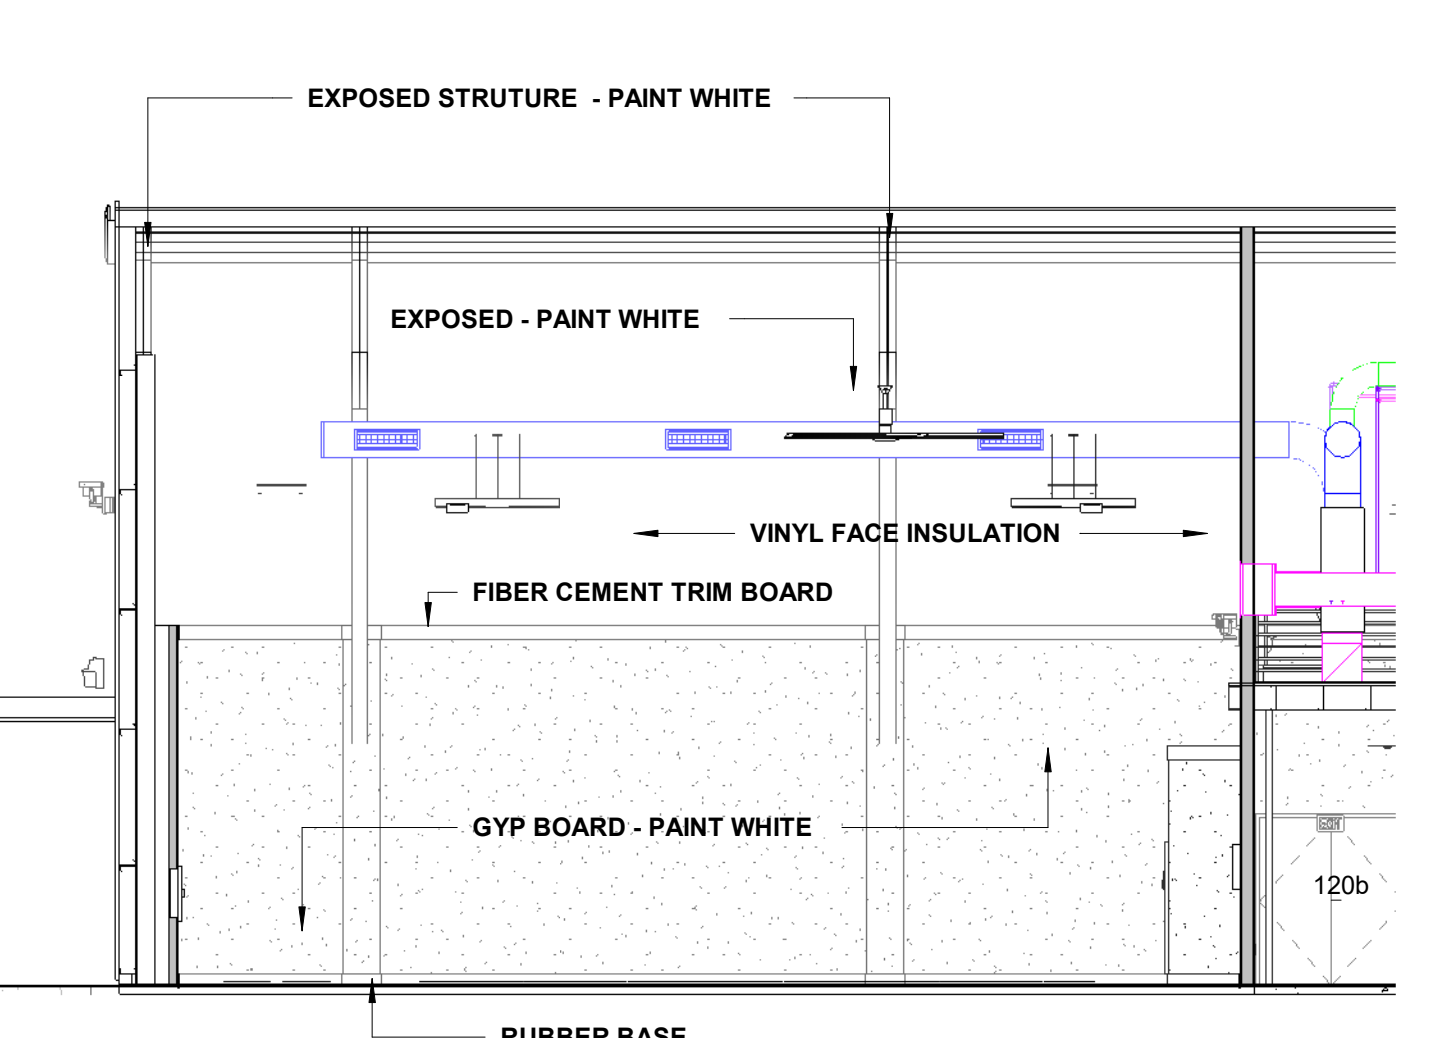 EXPOSED STRUTURE - PAINT WHITE
EXPOSED - PAINT WHITE
VINYL FACE INSULATION
FIBER CEMENT TRIM BOARD
GYP BOARD - PAINT WHITE
120b
RUBBER BASE